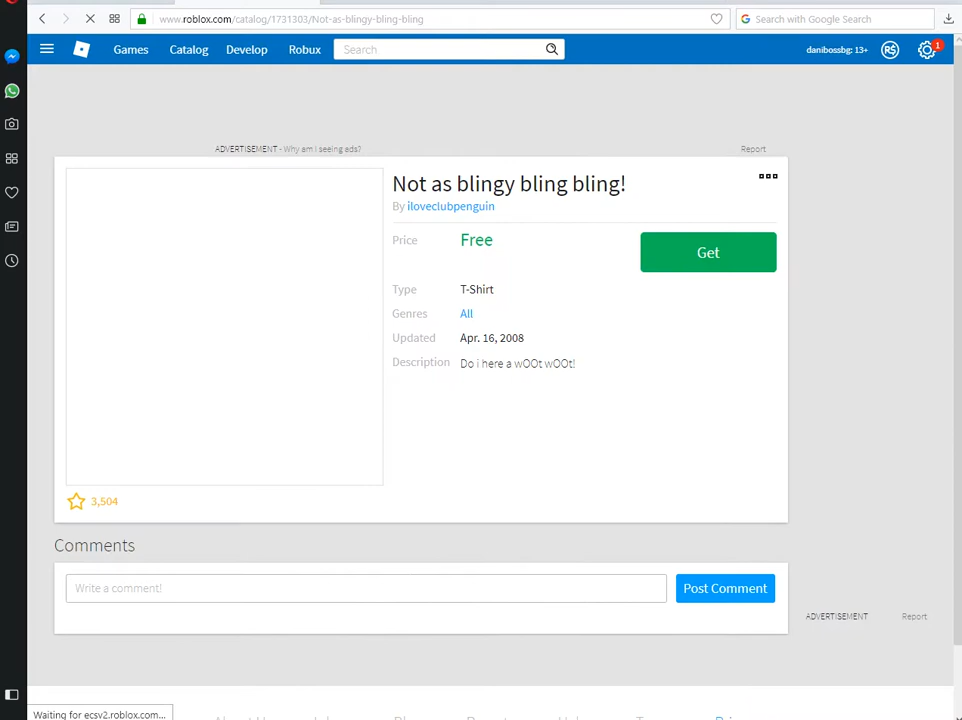 www.roblox.com/catalog/1731303/Not-as-blingy-bling-bling
Search with Google Search
Games Catalog Develop Robux Search danibossbg: 13+ R$ 1
ADVERTISEMENT - Why am I seeing ads? Report
Not as blingy bling bling!
By iloveclubpenguin
Price Free Get
Type T-Shirt
Genres All
Updated Apr. 16, 2008
Description Do i here a wOOt wOOt!
3,504
Comments
Write a comment! Post Comment
ADVERTISEMENT Report
Waiting for ecsv2.roblox.com...